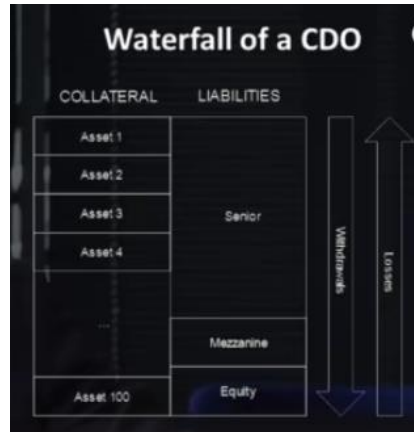 Waterfall of a CDO
COLLATERAL
LIABILITIES
Asset 1
Asset 2
Asset 3
Asset 4
...
Asset 100
Senior
Mezzanine
Equity
Withdrawals
Losses